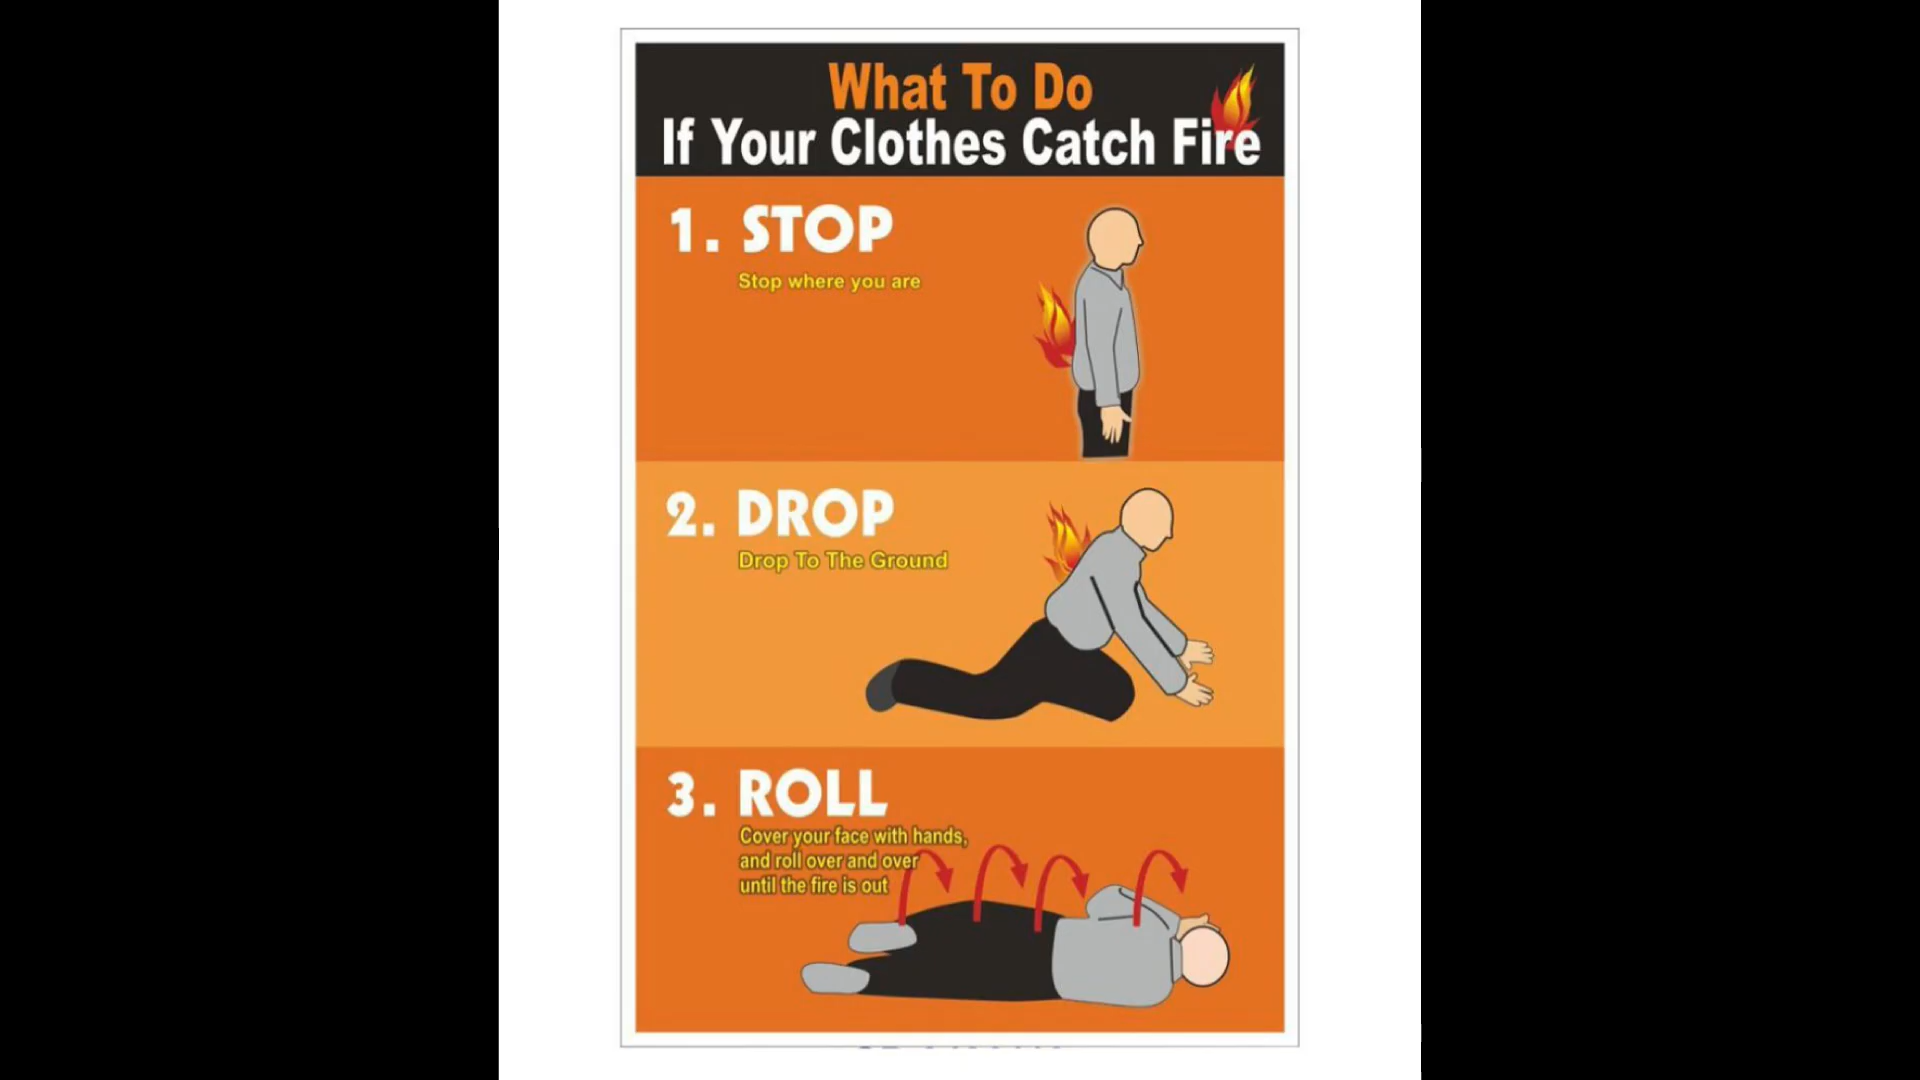 What To Do
If Your Clothes Catch Fire
1. STOP
Stop where you are
2. DROP
Drop To The Ground
3. ROLL
Cover your face with hands,
and roll over and over
until the fire is out